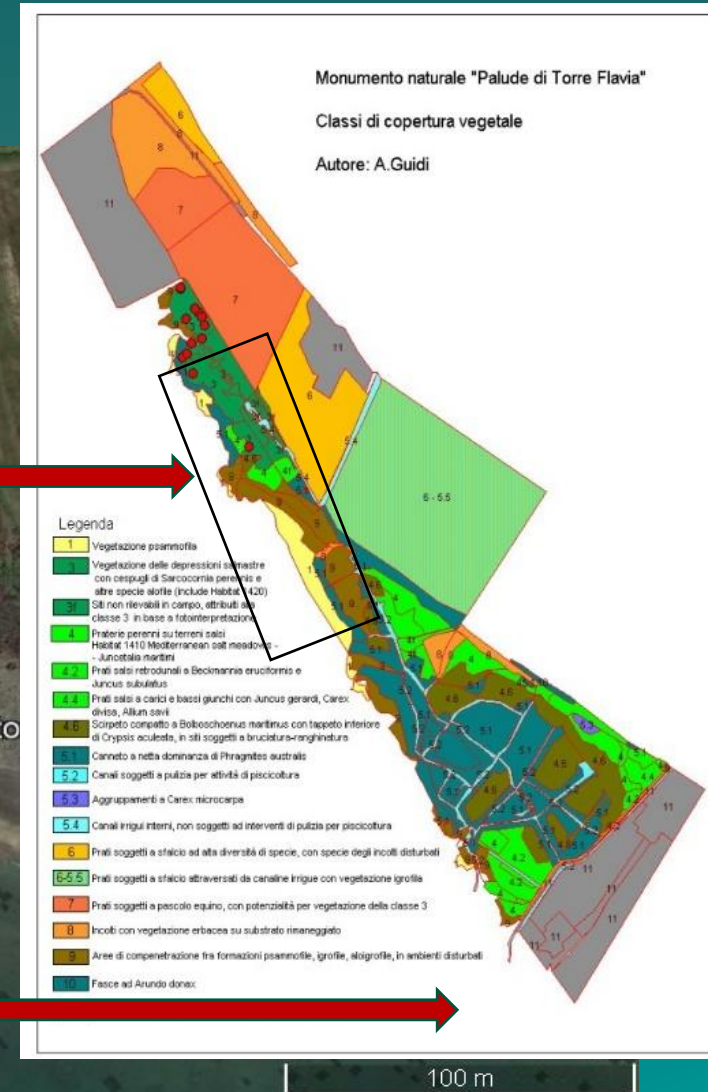 Monumento naturale "Palude di Torre Flavia"
Classi di copertura vegetale
Autore: A.Guidi
Legenda
1 Vegetazione psammofila
3 Vegetazione delle depressioni salmastre
con cespugli di Sarcocornia perennis e
altre specie alofile (include Habitat 1420)
3f Siti non rilevabili in campo, attribuiti alla
classe 3 in base a fotointerpretazione
4 Praterie perenni su terreni salsi
Habitat 1410 Mediterranean salt meadows -
- Juncetalia maritimi
4.2 Prati salsi retrodunali a Beckmannia eruciformis e
Juncus subulatus
4.4 Prati salsi a carici e bassi giunchi con Juncus gerardi, Carex
divisa, Allium savii
4.6 Scirpeto compatto a Bolboschoenus maritimus con tappeto inferiore
di Crypsis aculeata, in siti soggetti a bruciatura-ranghinatura
5.1 Canneto a netta dominanza di Phragmites australis
5.2 Canali soggetti a pulizia per attività di piscicoltura
5.3 Aggruppamenti a Carex microcarpa
5.4 Canali irrigui interni, non soggetti ad interventi di pulizia per piscicoltura
6 Prati soggetti a sfalcio ad alta diversità di specie, con specie degli incolti disturbati
6-5.5 Prati soggetti a sfalcio attraversati da canaline irrigue con vegetazione igrofila
7 Prati soggetti a pascolo equino, con potenzialità per vegetazione della classe 3
8 Incolti con vegetazione erbacea su substrato rimaneggiato
9 Aree di compenetrazione fra formazioni psammofile, igrofile, aloigrofile, in ambienti disturbati
10 Fasce ad Arundo donax
100 m